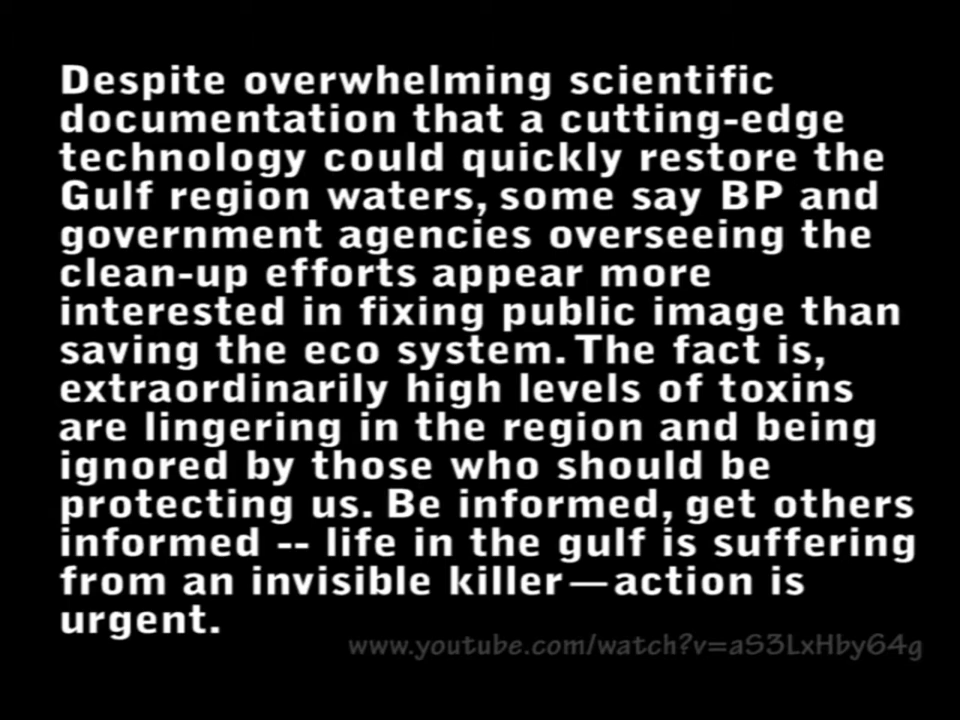 Despite overwhelming scientific
documentation that a cutting-edge
technology could quickly restore the
Gulf region waters, some say BP and
government agencies overseeing the
clean-up efforts appear more
interested in fixing public image than
saving the eco system. The fact is,
extraordinarily high levels of toxins
are lingering in the region and being
ignored by those who should be
protecting us. Be informed, get others
informed -- life in the gulf is suffering
from an invisible killer—action is
urgent.
www.youtube.com/watch?v=aS3LxHby64g